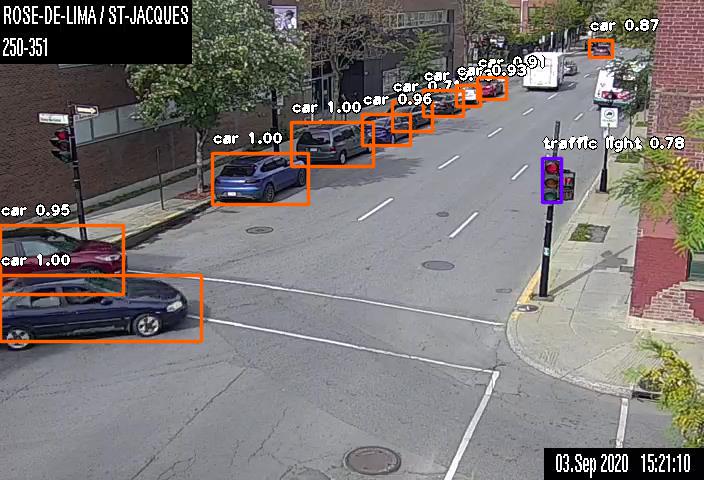 ROSE-DE-LIMA / ST-JACQUES
250-351
car 0.87
car 0.93
car 0.96
car 1.00
car 1.00
traffic light 0.78
car 0.95
car 1.00
03.Sep 2020 15:21:10